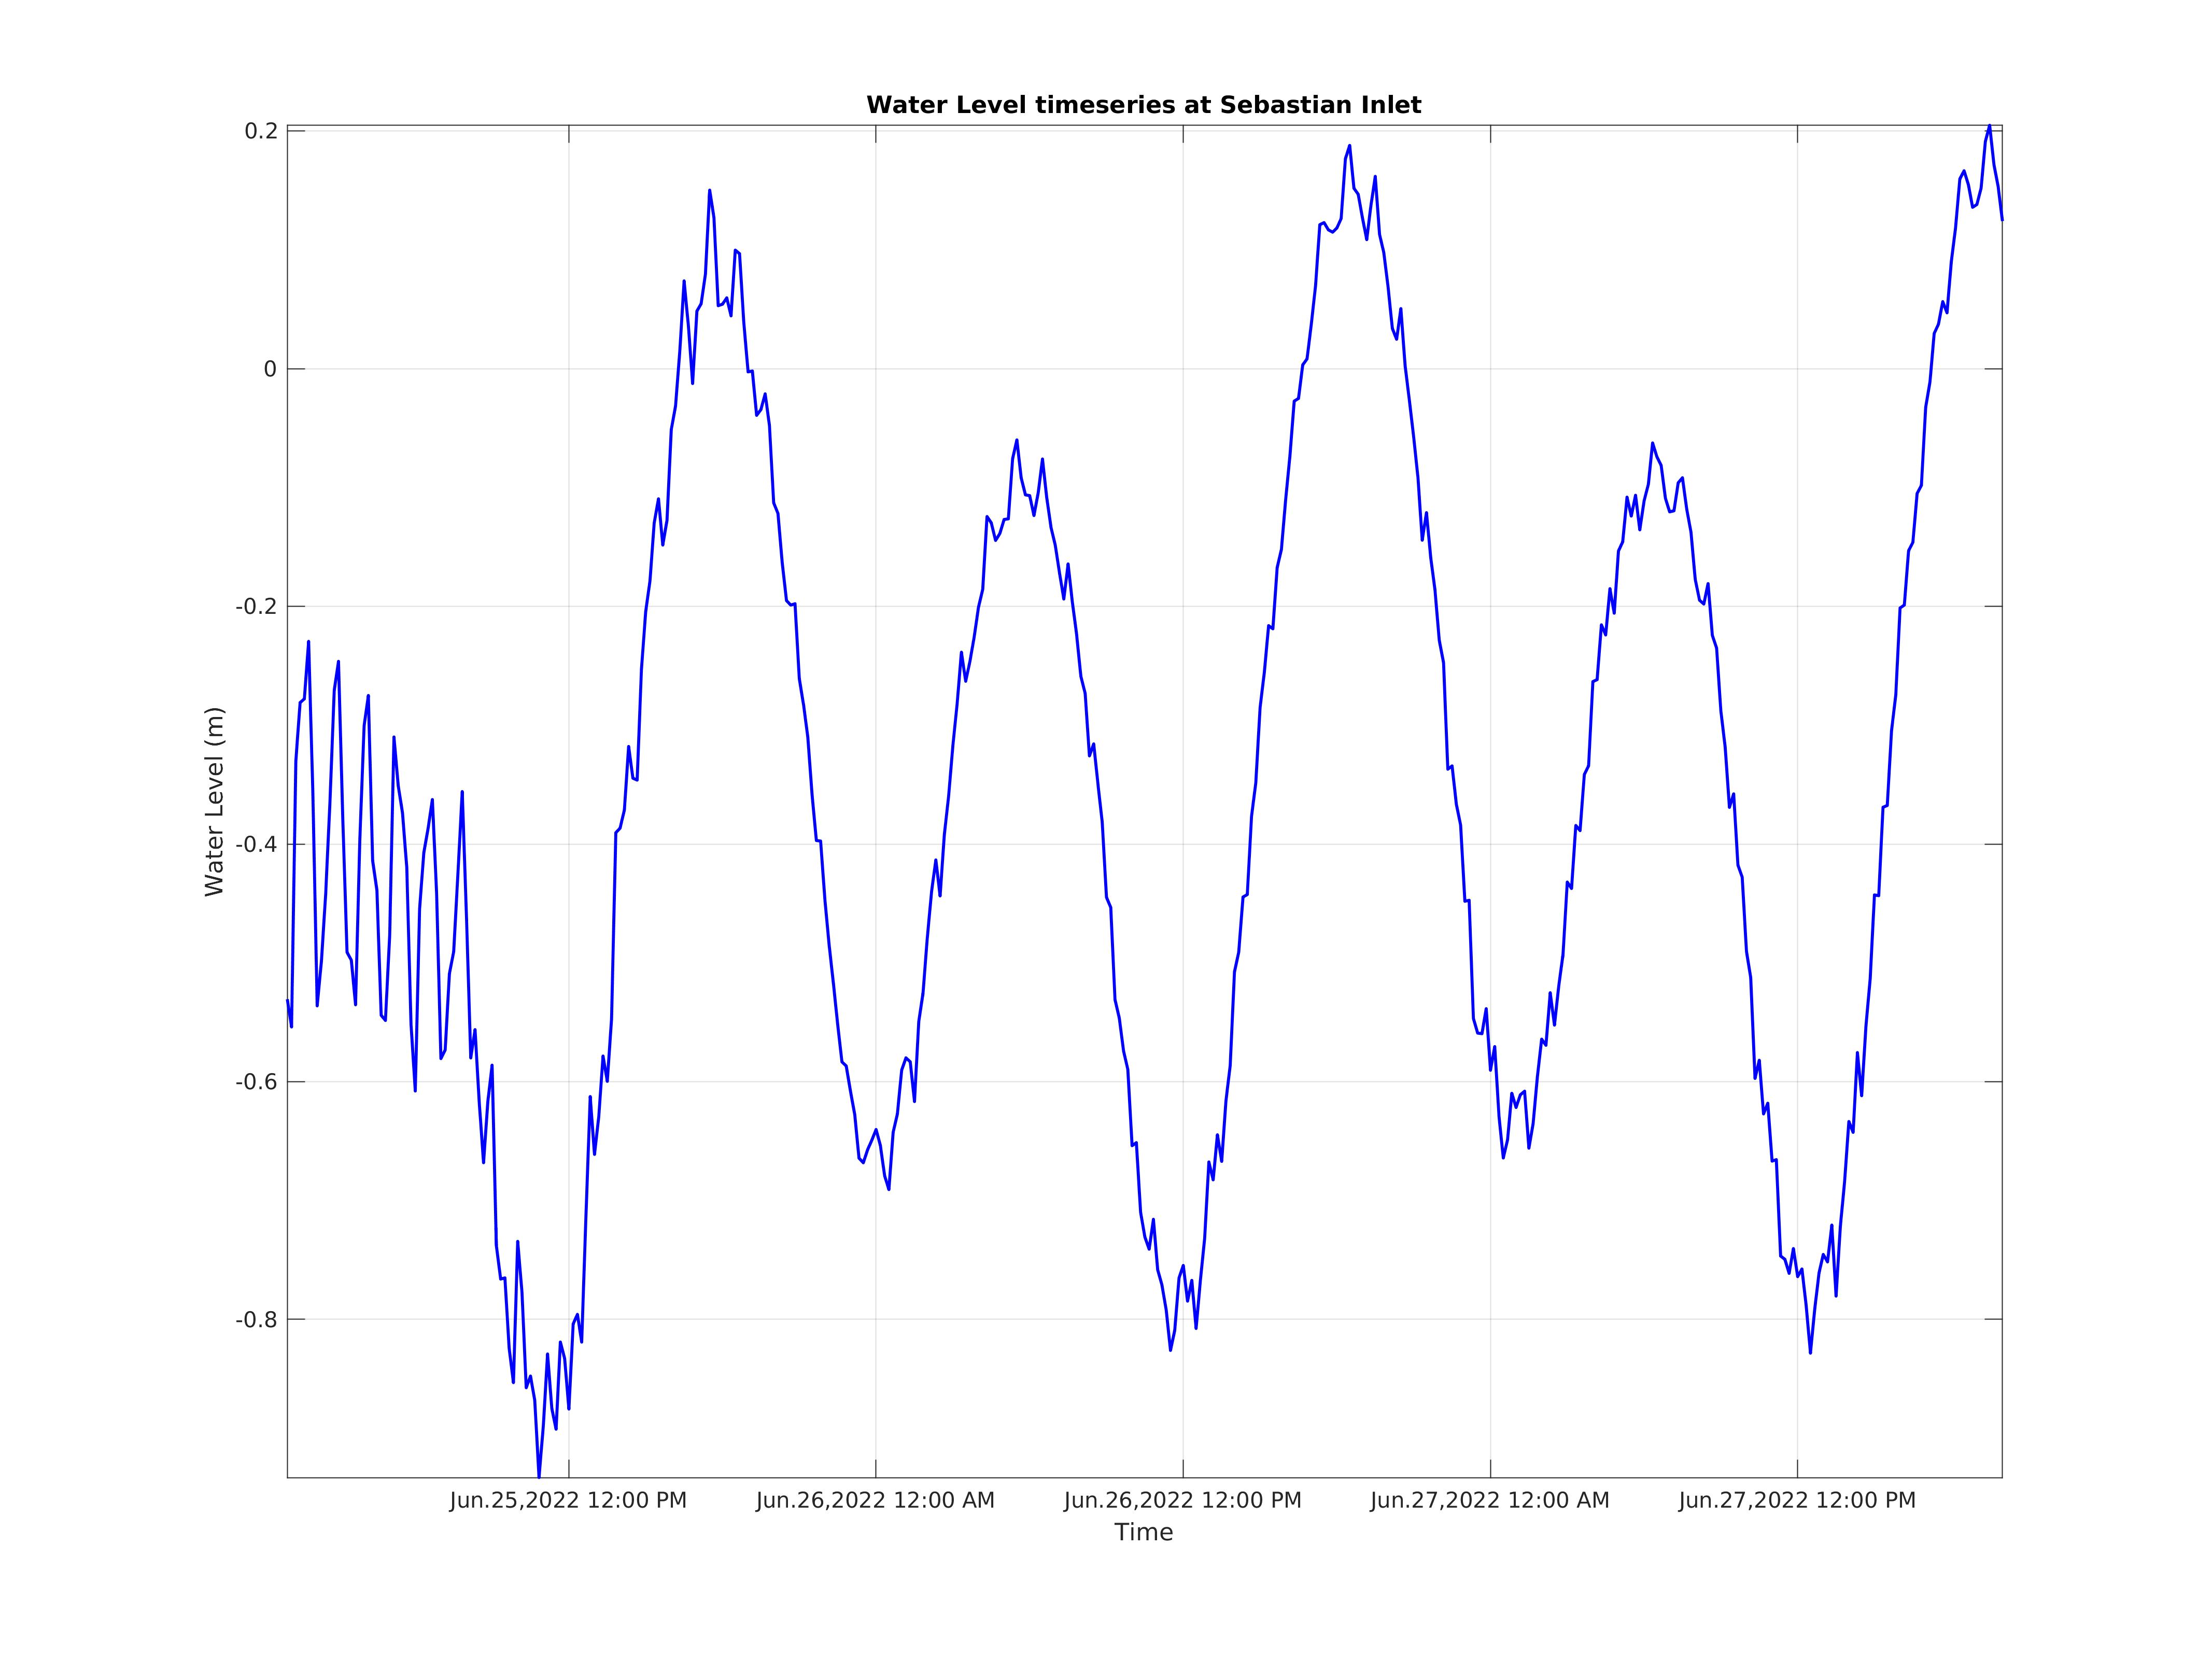 Water Level timeseries at Sebastian Inlet
0.2
0
-0.2
-0.4
-0.6
-0.8
Water Level (m)
Jun.25,2022 12:00 PM
Jun.26,2022 12:00 AM
Jun.26,2022 12:00 PM
Jun.27,2022 12:00 AM
Jun.27,2022 12:00 PM
Time